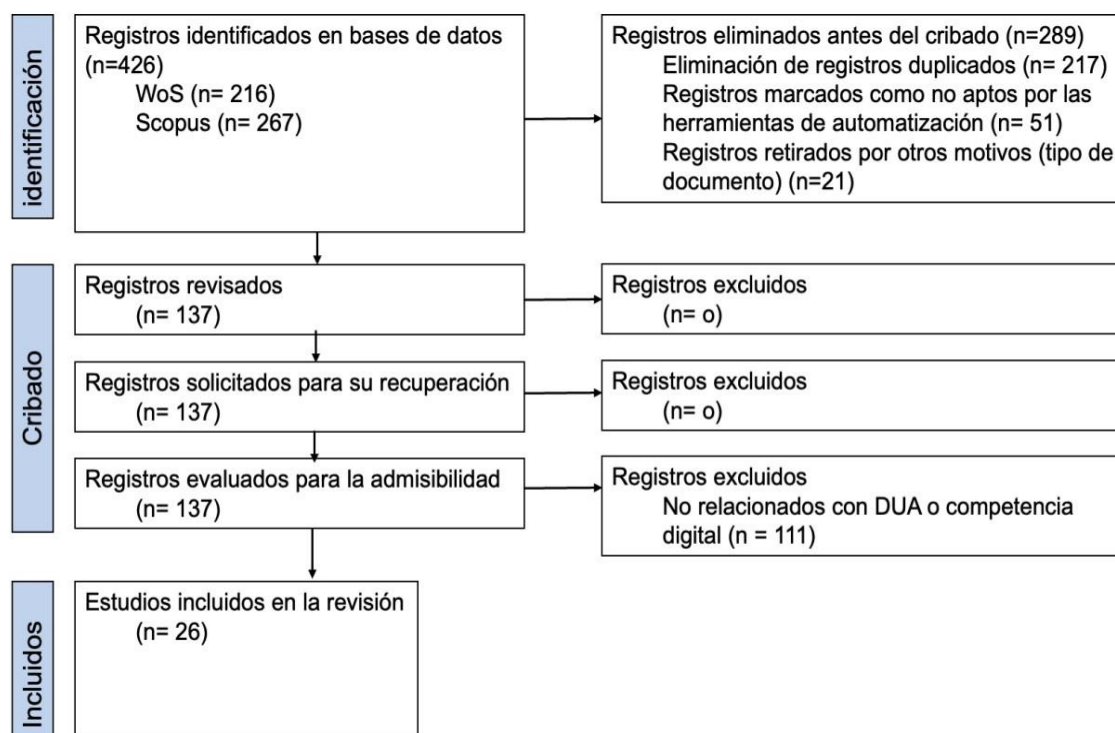 identificación
Registros identificados en bases de datos
(n=426)
WoS (n= 216)
Scopus (n= 267)
Registros eliminados antes del cribado (n=289)
Eliminación de registros duplicados (n= 217)
Registros marcados como no aptos por las
herramientas de automatización (n= 51)
Registros retirados por otros motivos (tipo de
documento) (n=21)
Cribado
Registros revisados
(n= 137)
Registros excluidos
(n= o)
Registros solicitados para su recuperación
(n= 137)
Registros excluidos
(n= o)
Registros evaluados para la admisibilidad
(n= 137)
Registros excluidos
No relacionados con DUA o competencia
digital (n = 111)
Incluidos
Estudios incluidos en la revisión
(n= 26)